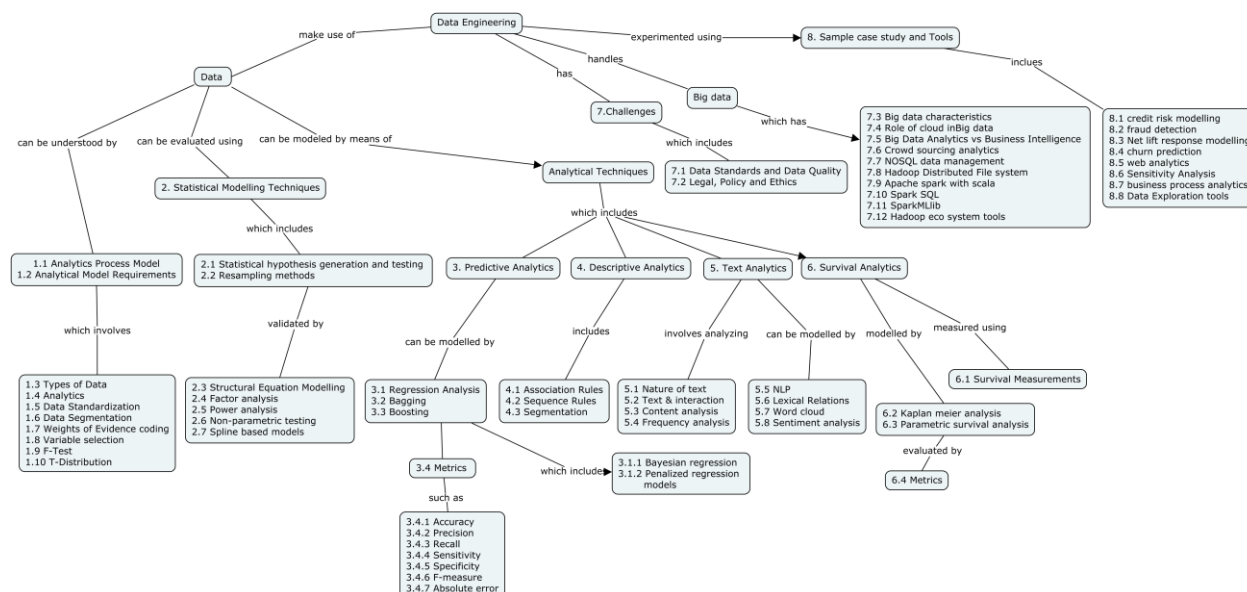 Data Engineering
make use of
experimented using
8. Sample case study and Tools
handles
has
inclues
Data
Big data
7.Challenges
which has
7.3 Big data characteristics
7.4 Role of cloud inBig data
7.5 Big Data Analytics vs Business Intelligence
7.6 Crowd sourcing analytics
7.7 NOSQL data management
7.8 Hadoop Distributed File system
7.9 Apache spark with scala
7.10 Spark SQL
7.11 SparkMLlib
7.12 Hadoop eco system tools
8.1 credit risk modelling
8.2 fraud detection
8.3 Net lift response modelling
8.4 churn prediction
8.5 web analytics
8.6 Sensitivity Analysis
8.7 business process analytics
8.8 Data Exploration tools
can be understood by
can be evaluated using
can be modeled by means of
which includes
7.1 Data Standards and Data Quality
7.2 Legal, Policy and Ethics
Analytical Techniques
2. Statistical Modelling Techniques
which includes
which includes
1.1 Analytics Process Model
1.2 Analytical Model Requirements
2.1 Statistical hypothesis generation and testing
2.2 Resampling methods
3. Predictive Analytics
4. Descriptive Analytics
5. Text Analytics
6. Survival Analytics
which involves
validated by
can be modelled by
includes
involves analyzing
can be modelled by
modelled by
measured using
6.1 Survival Measurements
1.3 Types of Data
1.4 Analytics
1.5 Data Standardization
1.6 Data Segmentation
1.7 Weights of Evidence coding
1.8 Variable selection
1.9 F-Test
1.10 T-Distribution
2.3 Structural Equation Modelling
2.4 Factor analysis
2.5 Power analysis
2.6 Non-parametric testing
2.7 Spline based models
3.1 Regression Analysis
3.2 Bagging
3.3 Boosting
4.1 Association Rules
4.2 Sequence Rules
4.3 Segmentation
5.1 Nature of text
5.2 Text & interaction
5.3 Content analysis
5.4 Frequency analysis
5.5 NLP
5.6 Lexical Relations
5.7 Word cloud
5.8 Sentiment analysis
6.2 Kaplan meier analysis
6.3 Parametric survival analysis
evaluated by
6.4 Metrics
3.4 Metrics
which includes
3.1.1 Bayesian regression
3.1.2 Penalized regression
models
such as
3.4.1 Accuracy
3.4.2 Precision
3.4.3 Recall
3.4.4 Sensitivity
3.4.5 Specificity
3.4.6 F-measure
3.4.7 Absolute error